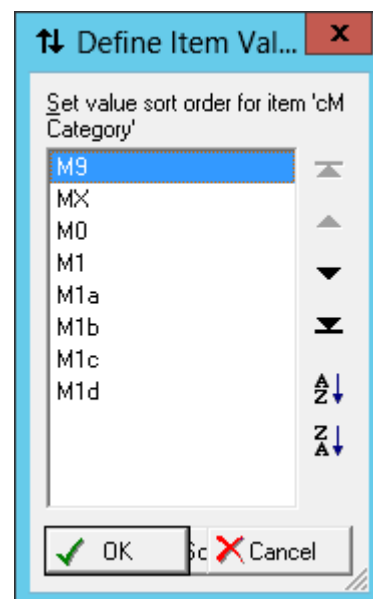 Define Item Val...
Set value sort order for item 'cM
Category'
M9
MX
M0
M1
M1a
M1b
M1c
M1d
A
Z
Z
A
OK
Cancel